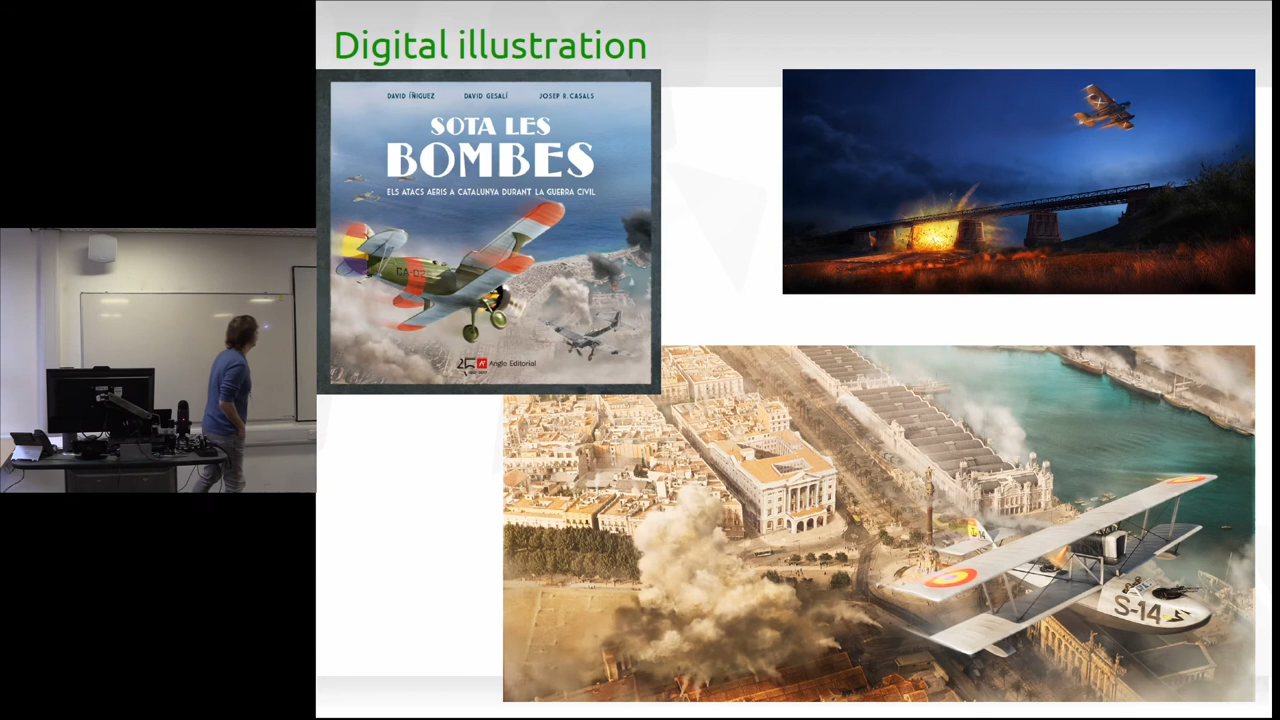 Digital illustration
DAVID ÍÑIGUEZ DAVID GESALÍ JOSEP R. CASALS
SOTA LES
BOMBES
ELS ATACS AERIS A CATALUNYA DURANT LA GUERRA CIVIL
Angle Editorial
S-14